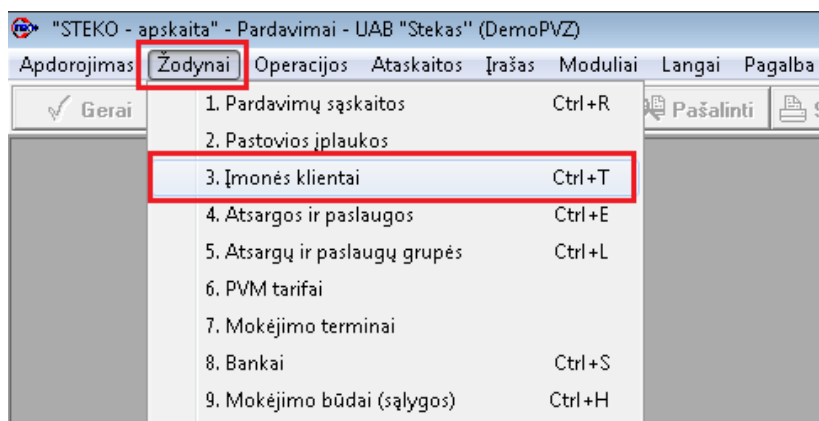 "STEKO - apskaita" - Pardavimai - UAB "Stekas" (DemoPVZ)
Apdorojimas Žodynai Operacijos Ataskaitos Įrašas Moduliai Langai Pagalba
Gerai Pašalinti
1. Pardavimų sąskaitos Ctrl+R
2. Pastovios įplaukos
3. Įmonės klientai Ctrl+T
4. Atsargos ir paslaugos Ctrl+E
5. Atsargų ir paslaugų grupės Ctrl+L
6. PVM tarifai
7. Mokėjimo terminai
8. Bankai Ctrl+S
9. Mokėjimo būdai (sąlygos) Ctrl+H